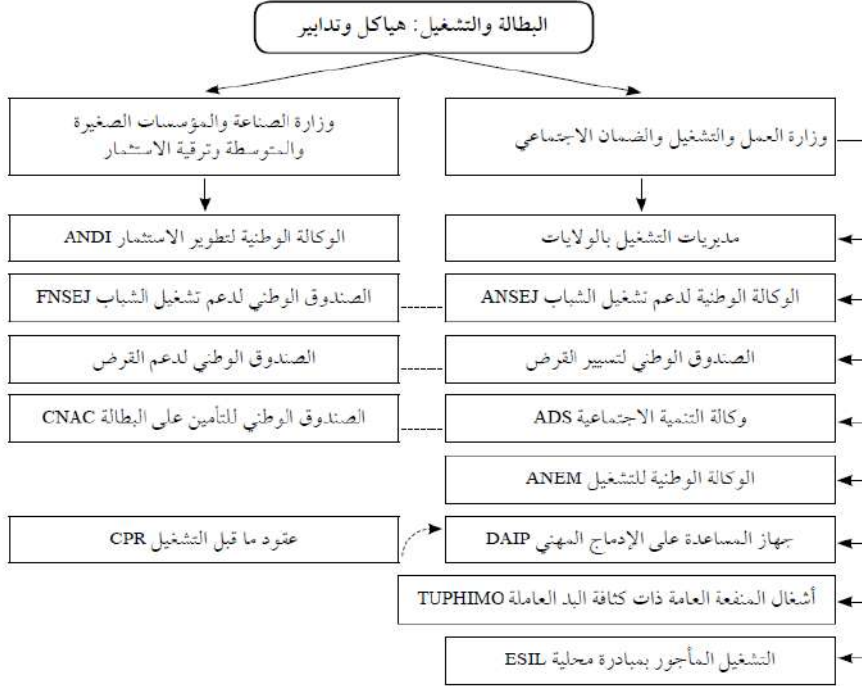 البطالة والتشغيل: هياكل وتدابير
وزارة العمل والتشغيل والضمان الاجتماعي
وزارة الصناعة والمؤسسات الصغيرة
والمتوسطة وترقية الاستثمار
مديريات التشغيل بالولايات
الوكالة الوطنية لتطوير الاستثمار ANDI
الوكالة الوطنية لدعم تشغيل الشباب ANSEJ
الصندوق الوطني لدعم تشغيل الشباب FNSEJ
الصندوق الوطني لتسيير القرض
الصندوق الوطني لدعم القرض
وكالة التنمية الاجتماعية ADS
الصندوق الوطني للتأمين على البطالة CNAC
الوكالة الوطنية للتشغيل ANEM
جهاز المساعدة على الإدماج المهني DAIP
عقود ما قبل التشغيل CPR
أشغال المنفعة العامة ذات كثافة اليد العاملة TUPHIMO
التشغيل المأجور بمبادرة محلية ESIL